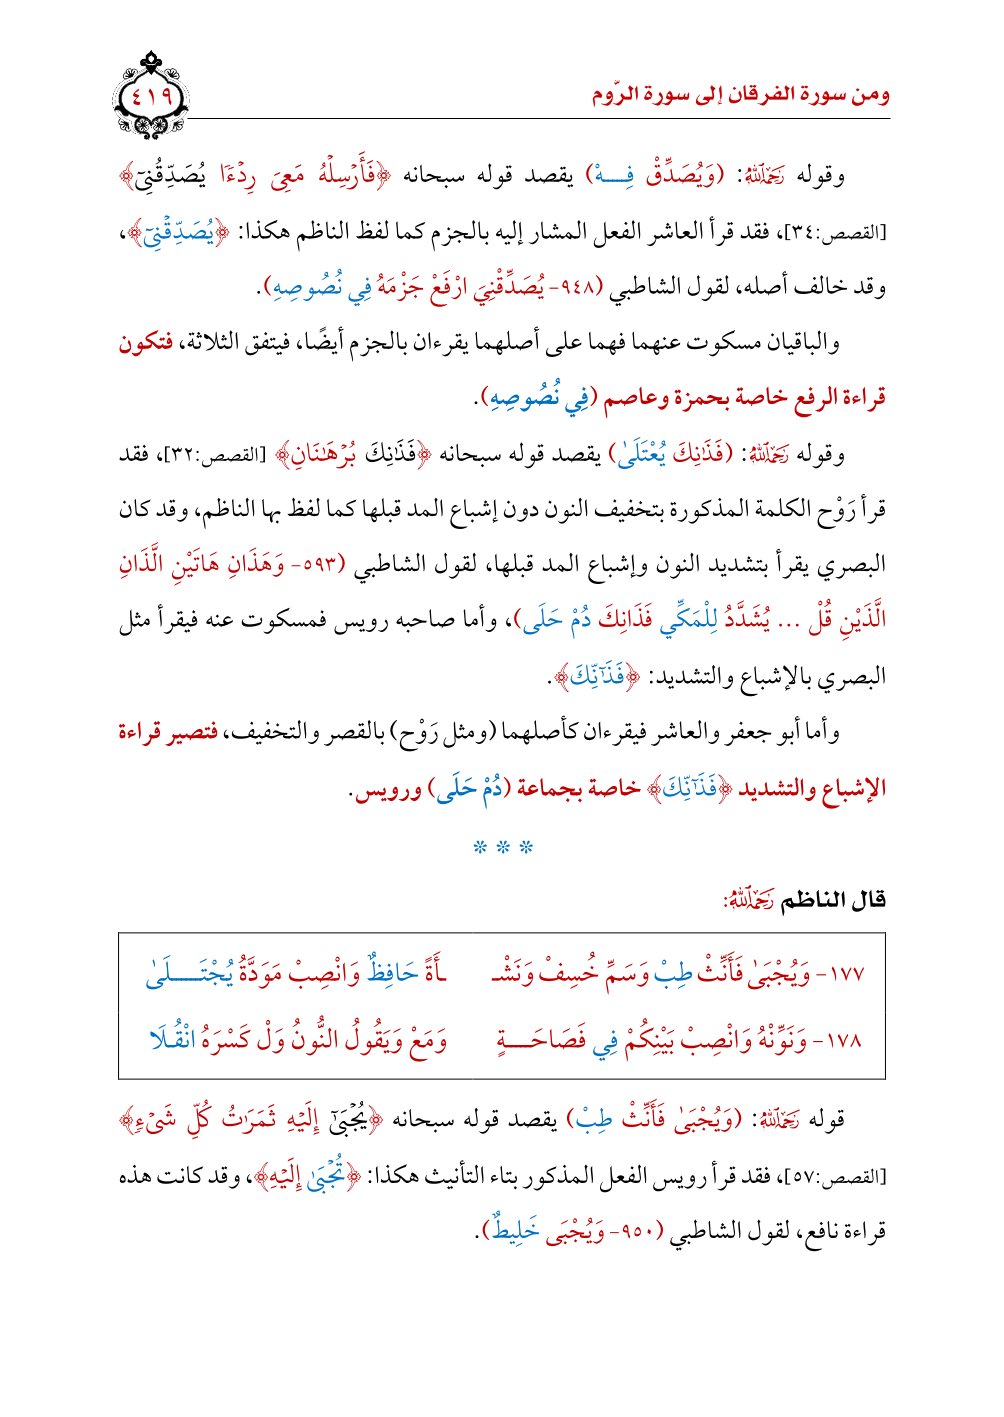 ومن سورة الفرقان إلى سورة الرّوم
٤١٩
وقوله رَحِمَهُ اللَّهُ: (وَيُصَدِّقْ فِـــهْ) يقصد قوله سبحانه ﴿فَأَرْسِلْهُ مَعِيَ رِدْءًا يُصَدِّقُنِيٓ﴾
[القصص:٣٤]، فقد قرأ العاشر الفعل المشار إليه بالجزم كما لفظ الناظم هكذا: ﴿يُصَدِّقْنِيٓ﴾،
وقد خالف أصله، لقول الشاطبي (٩٤٨- يُصَدِّقْنِيَ ارْفَعْ جَزْمَهُ فِي نُصُوصِهِ).
والباقيان مسكوت عنهما فهما على أصلهما يقرءان بالجزم أيضًا، فيتفق الثلاثة، فتكون
قراءة الرفع خاصة بحمزة وعاصم (فِي نُصُوصِهِ).
وقوله رَحِمَهُ اللَّهُ: (فَذَانِكَ يُعْتَلَىٰ) يقصد قوله سبحانه ﴿فَذَٰنِكَ بُرْهَٰنَانِ﴾ [القصص:٣٢]، فقد
قرأ رَوْح الكلمة المذكورة بتخفيف النون دون إشباع المد قبلها كما لفظ بها الناظم، وقد كان
البصري يقرأ بتشديد النون وإشباع المد قبلها، لقول الشاطبي (٥٩٣- وَهَذَانِ هَاتَيْنِ الَّذَانِ
الَّذَيْنِ قُلْ ... يُشَدَّدُ لِلْمَكِّي فَذَانِكَ دُمْ حَلَى)، وأما صاحبه رويس فمسكوت عنه فيقرأ مثل
البصري بالإشباع والتشديد: ﴿فَذَٰٓنِّكَ﴾.
وأما أبو جعفر والعاشر فيقرءان كأصلهما (ومثل رَوْح) بالقصر والتخفيف، فتصير قراءة
الإشباع والتشديد ﴿فَذَٰٓنِّكَ﴾ خاصة بجماعة (دُمْ حَلَى) ورويس.
* * *
قال الناظم رَحِمَهُ اللَّهُ:
١٧٧- وَيُجْبَىٰ فَأَنِّثْ طِبْ وَسَمِّ خُسِفْ وَنَشْـ ـأَةً حَافِظٌ وَانْصِبْ مَوَدَّةُ يُجْتَـــلَىٰ
١٧٨- وَنَوِّنْهُ وَانْصِبْ بَيْنِكُمْ فِي فَصَاحَـــةٍ وَمَعْ وَيَقُولُ النُّونُ وَلْ كَسْرَهُ انْقُـلَا
قوله رَحِمَهُ اللَّهُ: (وَيُجْبَىٰ فَأَنِّثْ طِبْ) يقصد قوله سبحانه ﴿يُجْبَىٰٓ إِلَيْهِ ثَمَرَٰتُ كُلِّ شَيْءٍ﴾
[القصص:٥٧]، فقد قرأ رويس الفعل المذكور بتاء التأنيث هكذا: ﴿تُجْبَىٰٓ إِلَيْهِ﴾، وقد كانت هذه
قراءة نافع، لقول الشاطبي (٩٥٠- وَيُجْبَى خَلِيطٌ).